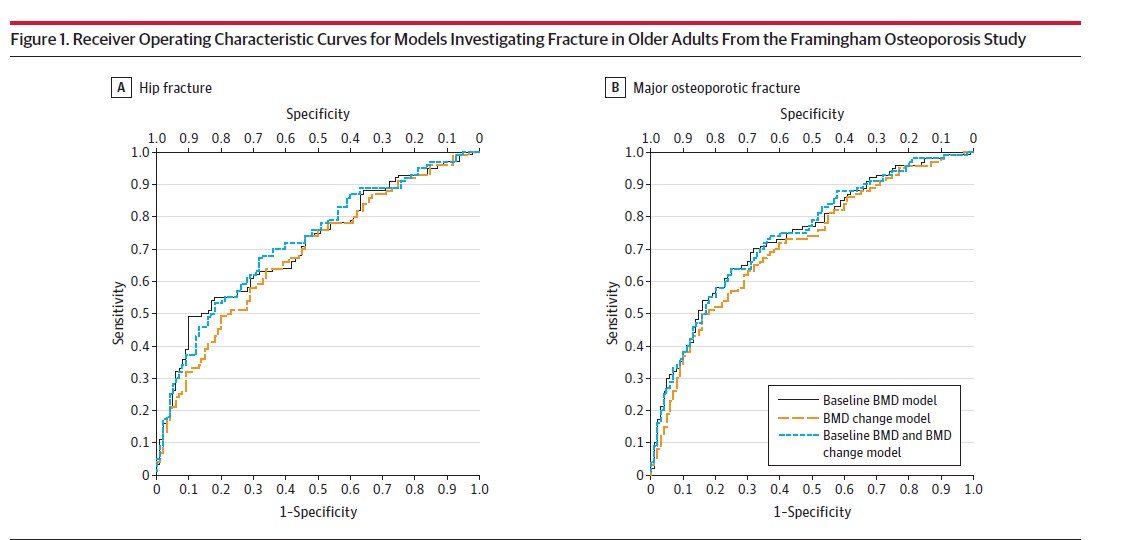 Figure 1. Receiver Operating Characteristic Curves for Models Investigating Fracture in Older Adults From the Framingham Osteoporosis Study
A Hip fracture
Specificity
1.0 0.9 0.8 0.7 0.6 0.5 0.4 0.3 0.2 0.1 0
Sensitivity
1.0
0.9
0.8
0.7
0.6
0.5
0.4
0.3
0.2
0.1
0
0 0.1 0.2 0.3 0.4 0.5 0.6 0.7 0.8 0.9 1.0
1-Specificity
B Major osteoporotic fracture
Specificity
1.0 0.9 0.8 0.7 0.6 0.5 0.4 0.3 0.2 0.1 0
Sensitivity
1.0
0.9
0.8
0.7
0.6
0.5
0.4
0.3
0.2
0.1
0
Baseline BMD model
BMD change model
Baseline BMD and BMD
change model
0 0.1 0.2 0.3 0.4 0.5 0.6 0.7 0.8 0.9 1.0
1-Specificity